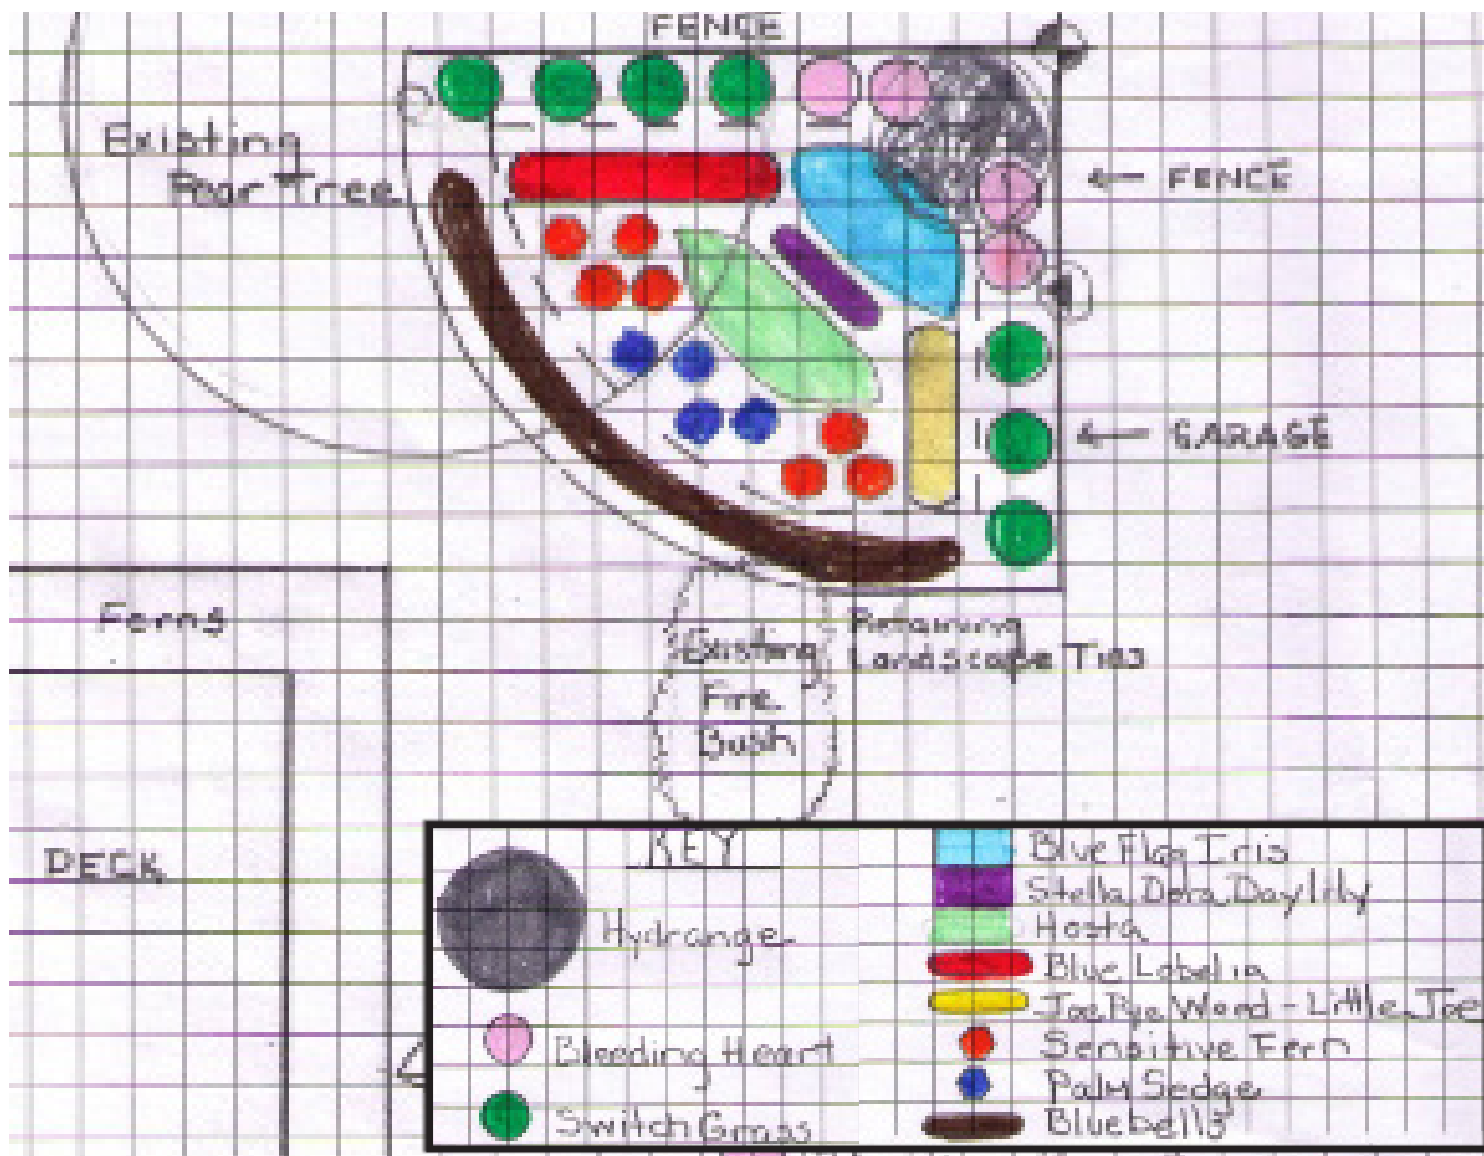 FENCE
Existing
Pear Tree
← FENCE
← GARAGE
Ferns
Retaining
Landscape Ties
Existing
Fire
Bush
DECK
KEY
Hydrange
Bleeding Heart
Switch Grass
Blue Flag Iris
Stella Dora Daylily
Hosta
Blue Lobelia
Joe Pye Weed - Little Joe
Sensitive Fern
Palm Sedge
Bluebells